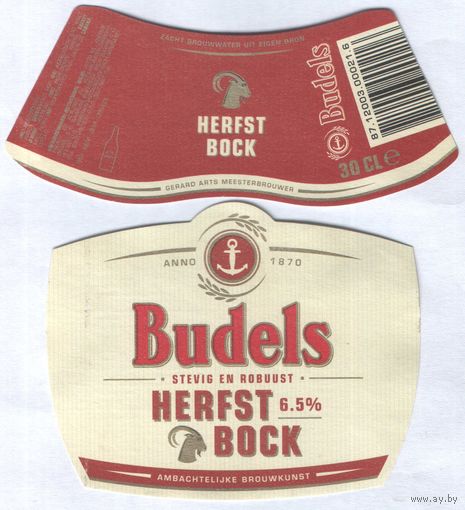 ZACHT BROUWWATER UIT EIGEN BRON
HERFST
BOCK
GERARD ARTS MEESTERBROUWER
Budels
87.12003.00021.6
30 CL e
ANNO 1870
Budels
STEVIG EN ROBUUST
HERFST 6.5%
BOCK
AMBACHTELIJKE BROUWKUNST
www.ay.by